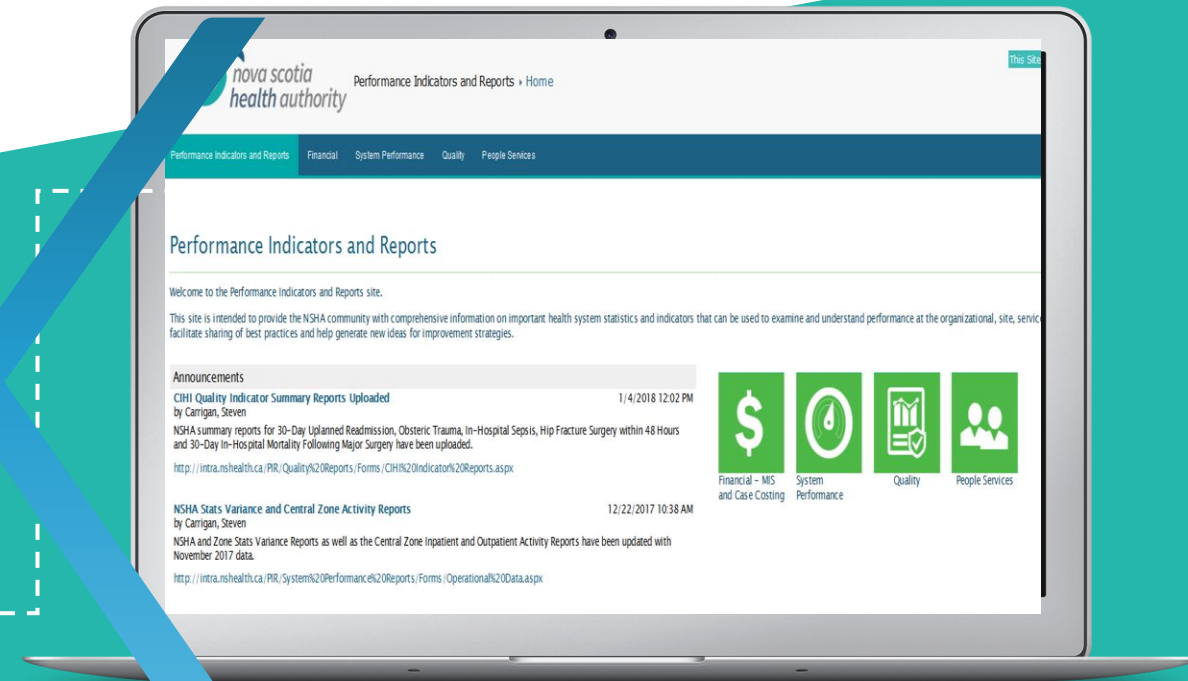 nova scotia
health authority
Performance Indicators and Reports › Home
This Site
Performance Indicators and Reports Financial System Performance Quality People Services
Performance Indicators and Reports
Welcome to the Performance Indicators and Reports site.
This site is intended to provide the NSHA community with comprehensive information on important health system statistics and indicators that can be used to examine and understand performance at the organizational, site,
facilitate sharing of best practices and help generate new ideas for improvement strategies.
Announcements
CIHI Quality Indicator Summary Reports Uploaded 1/4/2018 12:02 PM
by Carrigan, Steven
NSHA summary reports for 30-Day Uplanned Readmission, Obsteric Trauma, In-Hospital Sepsis, Hip Fracture Surgery within 48 Hours
and 30-Day In-Hospital Mortality Following Major Surgery have been uploaded.
http://intra.nshealth.ca/PIR/Quality%20Reports/Forms/CIHI%20Indicator%20Reports.aspx
NSHA Stats Variance and Central Zone Activity Reports 12/22/2017 10:38 AM
by Carrigan, Steven
NSHA and Zone Stats Variance Reports as well as the Central Zone Inpatient and Outpatient Activity Reports have been updated with
November 2017 data.
http://intra.nshealth.ca/PIR/System%20Performance%20Reports/Forms/Operational%20Data.aspx
Financial - MIS
and Case Costing
System
Performance
Quality
People Services